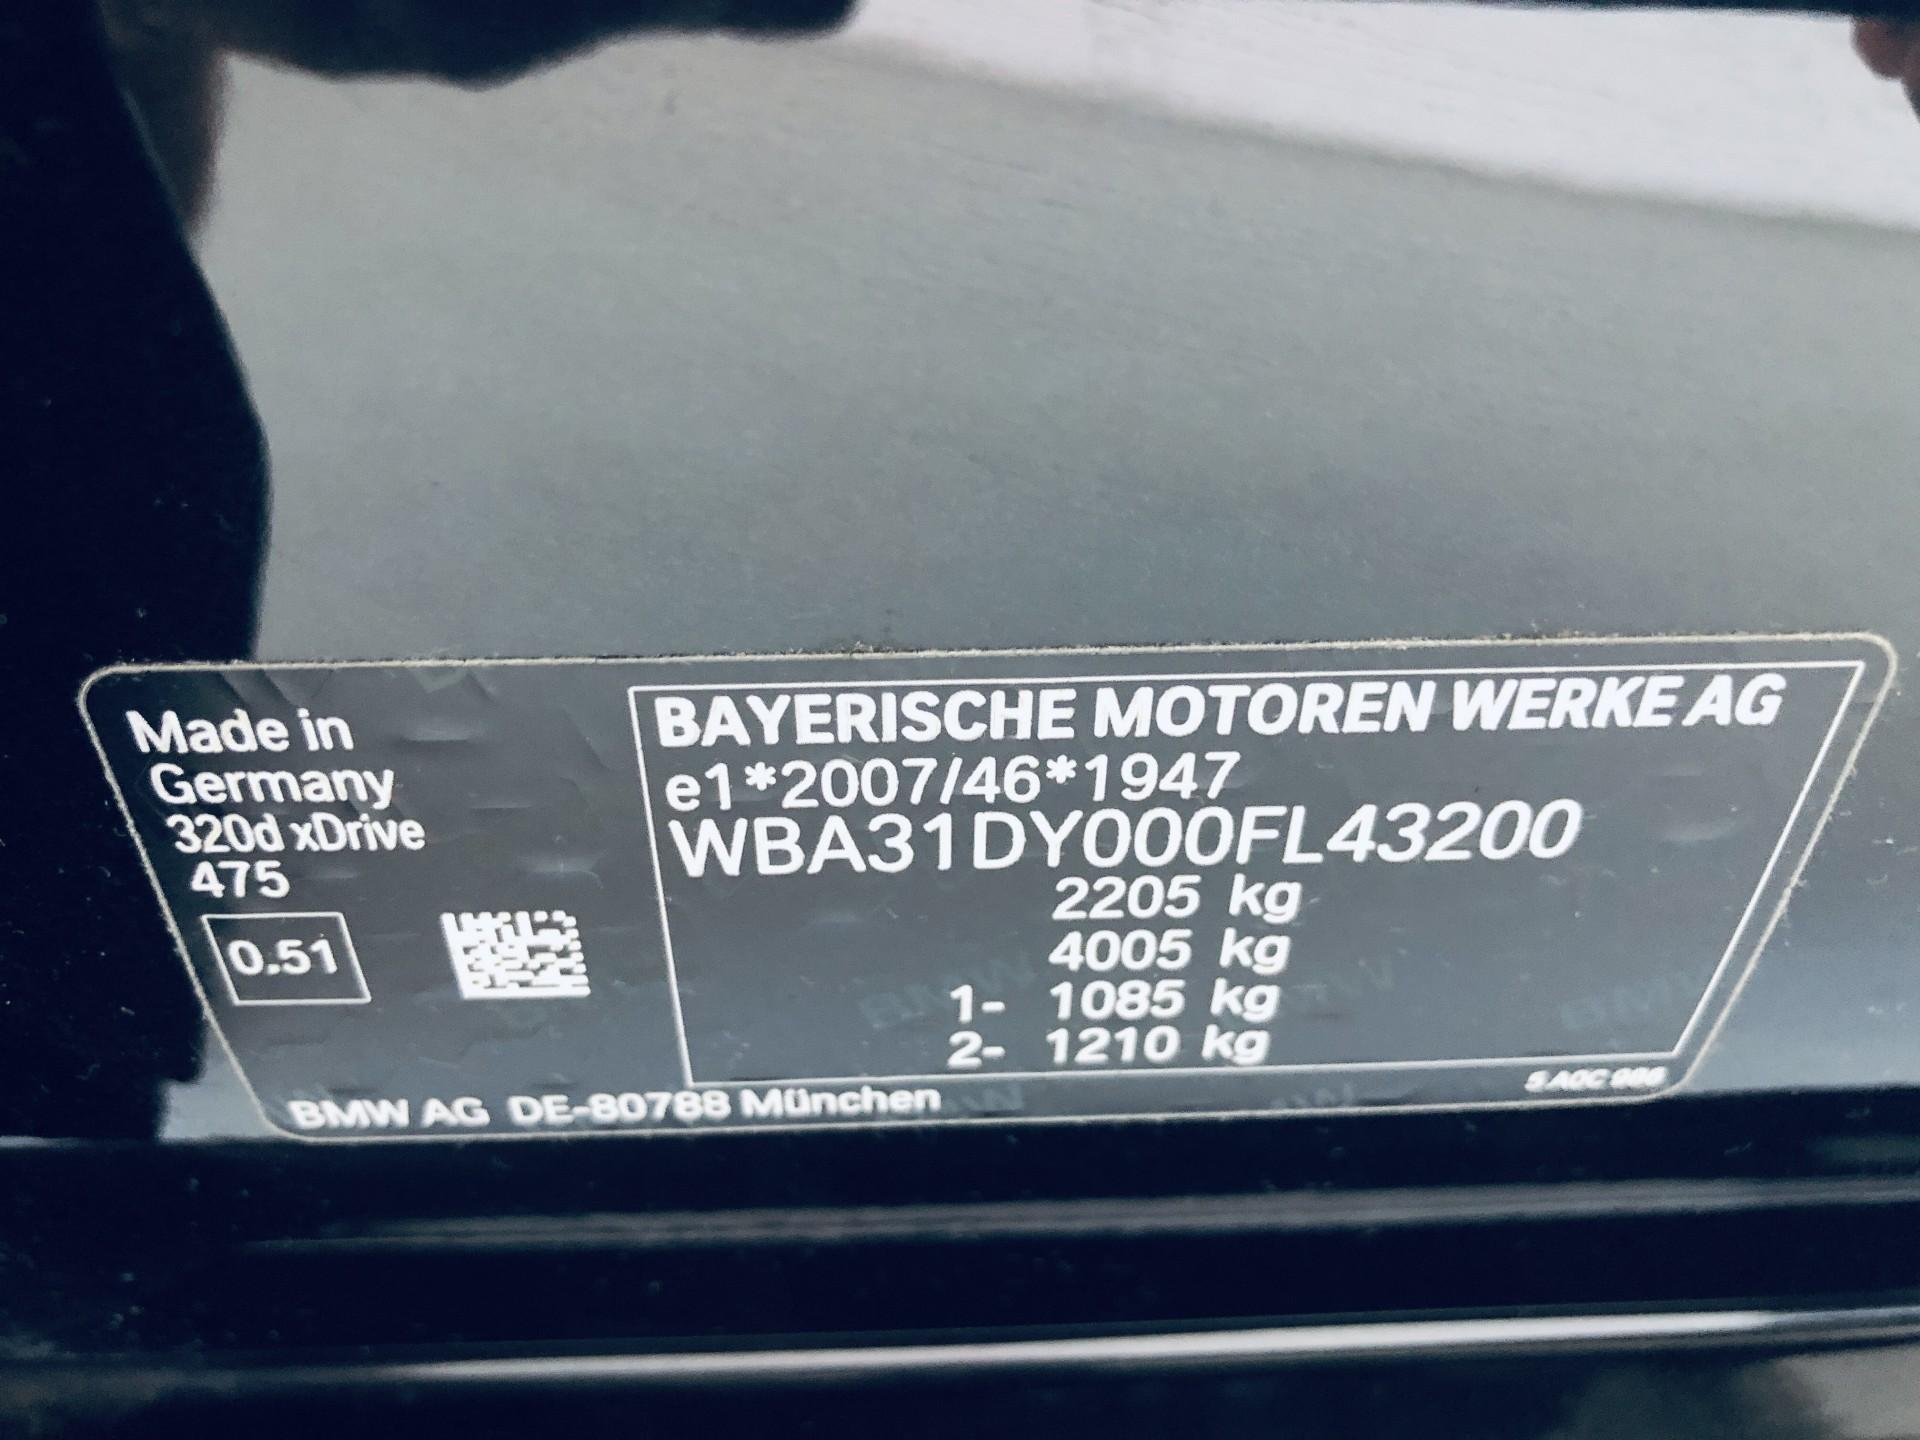 Made in
Germany
320d xDrive
475
0.51
BAYERISCHE MOTOREN WERKE AG
e1*2007/46*1947
WBA31DY000FL43200
2205 kg
4005 kg
1- 1085 kg
2- 1210 kg
BMW AG DE-80788 München